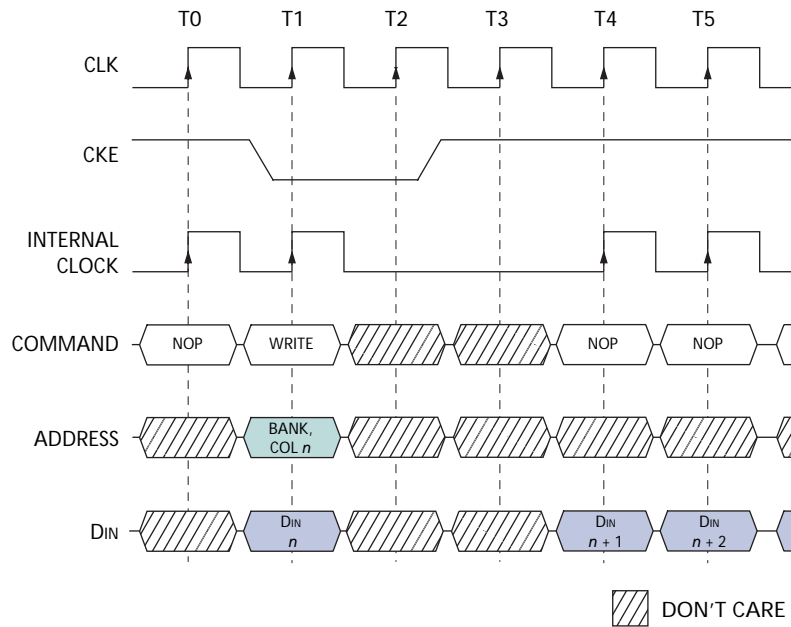 T0 T1 T2 T3 T4 T5
CLK
CKE
INTERNAL
CLOCK
COMMAND NOP WRITE NOP NOP
ADDRESS BANK,
COL n
DIN DIN
n DIN
n + 1 DIN
n + 2
DON'T CARE